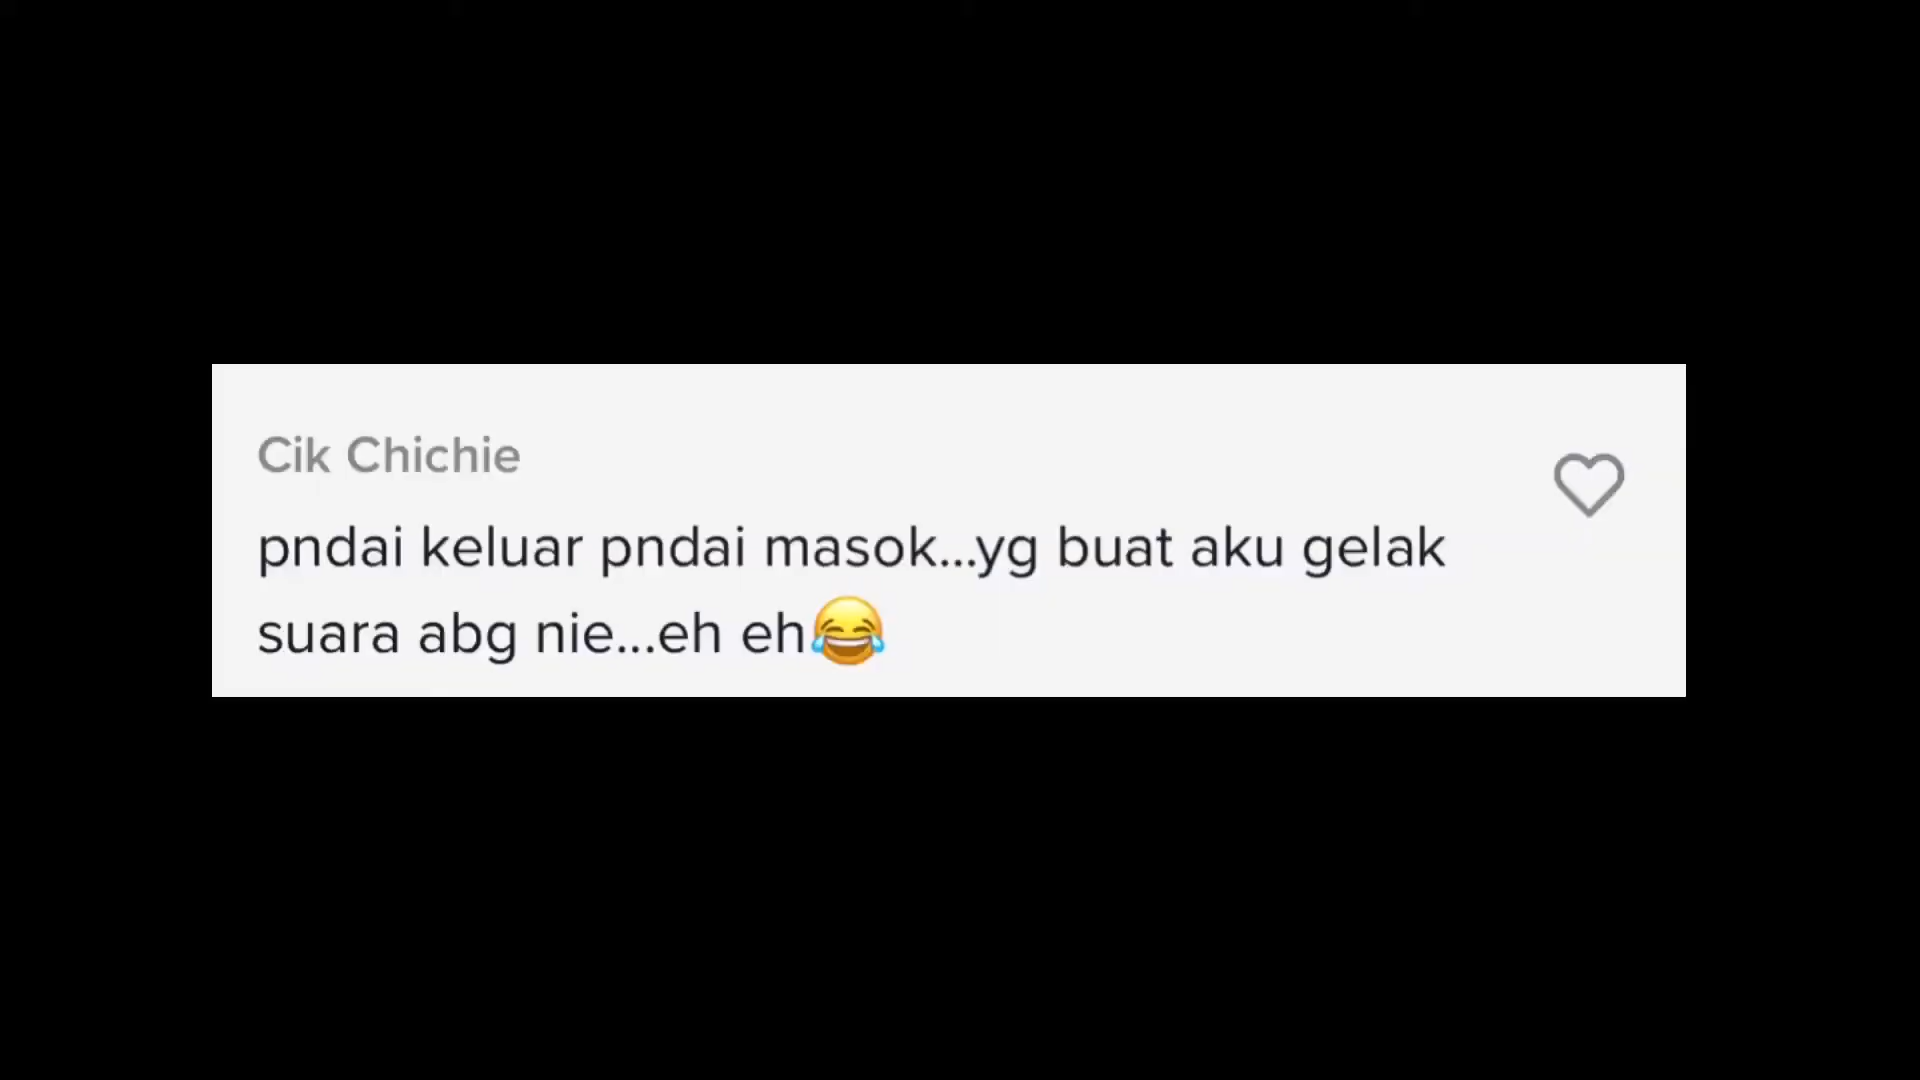 Cik Chichie
pndai keluar pndai masok...yg buat aku gelak
suara abg nie...eh eh😂